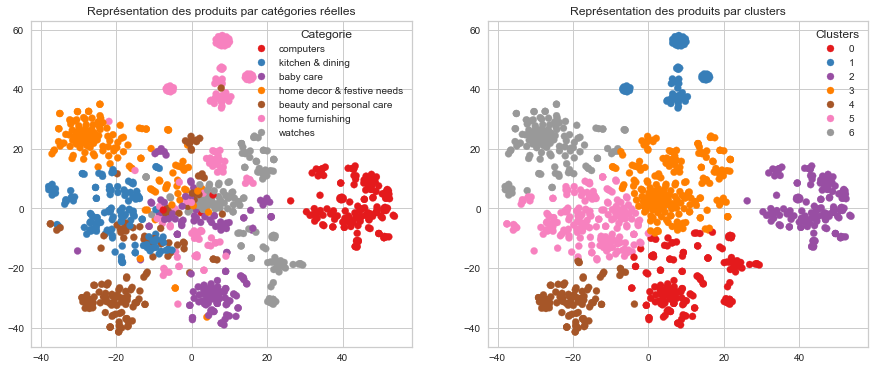 Représentation des produits par catégories réelles
60
40
20
0
−20
−40
−40
−20
0
20
40
Categorie
computers
kitchen & dining
baby care
home decor & festive needs
beauty and personal care
home furnishing
watches
Représentation des produits par clusters
60
40
20
0
−20
−40
−40
−20
0
20
40
Clusters
0
1
2
3
4
5
6